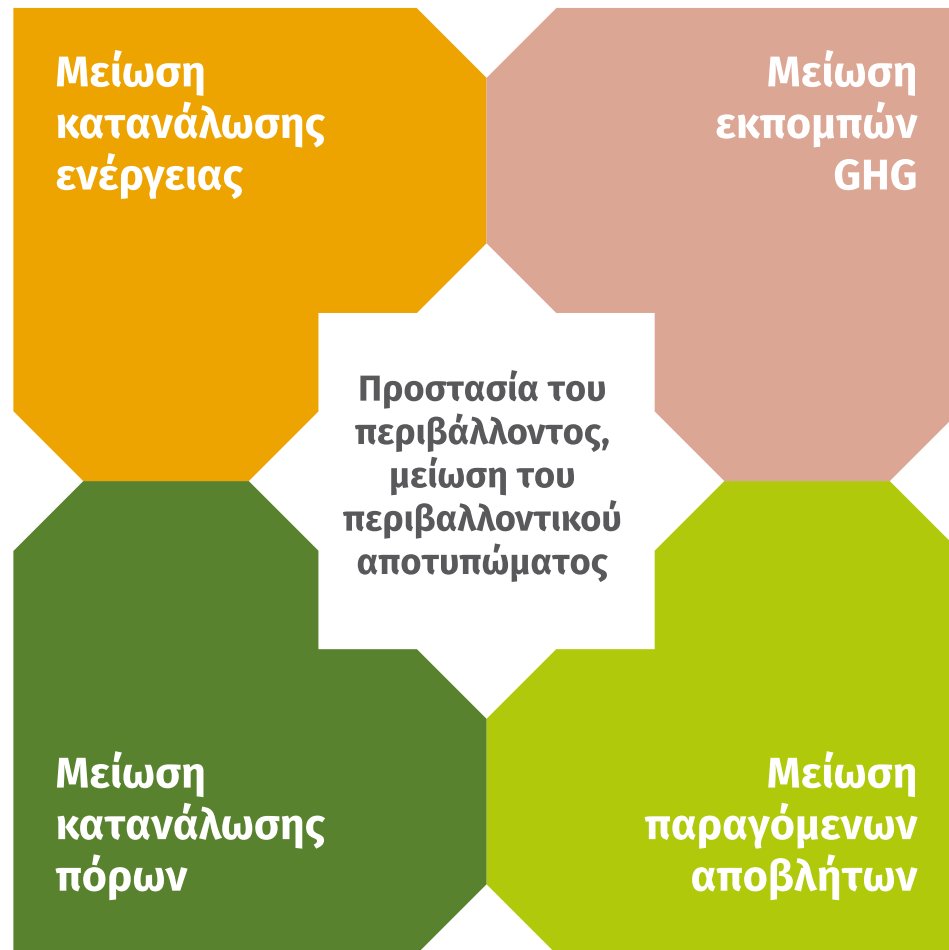 Μείωση
κατανάλωσης
ενέργειας
Μείωση
εκπομπών
GHG
Προστασία του
περιβάλλοντος,
μείωση του
περιβαλλοντικού
αποτυπώματος
Μείωση
κατανάλωσης
πόρων
Μείωση
παραγόμενων
αποβλήτων